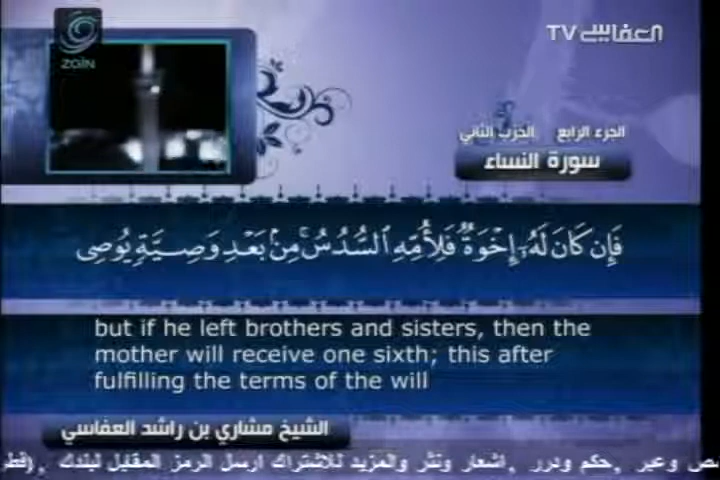 ZAIN
العفاسي TV
الجزء الرابع الحزب الثاني
سورة النساء
فَإِن كَانَ لَهُۥٓ إِخْوَةٌ فَلِأُمِّهِ ٱلسُّدُسُ ۚ مِنۢ بَعْدِ وَصِيَّةٍ يُوصِى
but if he left brothers and sisters, then the
mother will receive one sixth; this after
fulfilling the terms of the will
الشيخ مشاري بن راشد العفاسي
ص وعبر ,حكم ودرر ,اشعار ونثر والمزيد للاشتراك ارسل الرمز المقابل لبلدك ,(قط